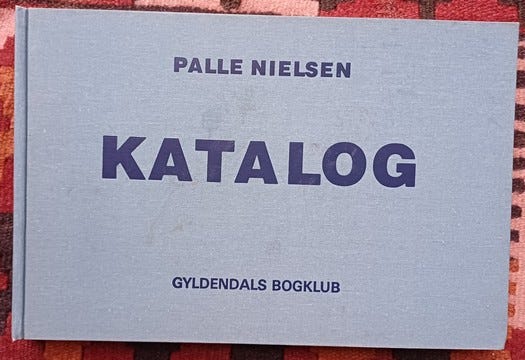 PALLE NIELSEN
KATALOG
GYLDENDALS BOGKLUB